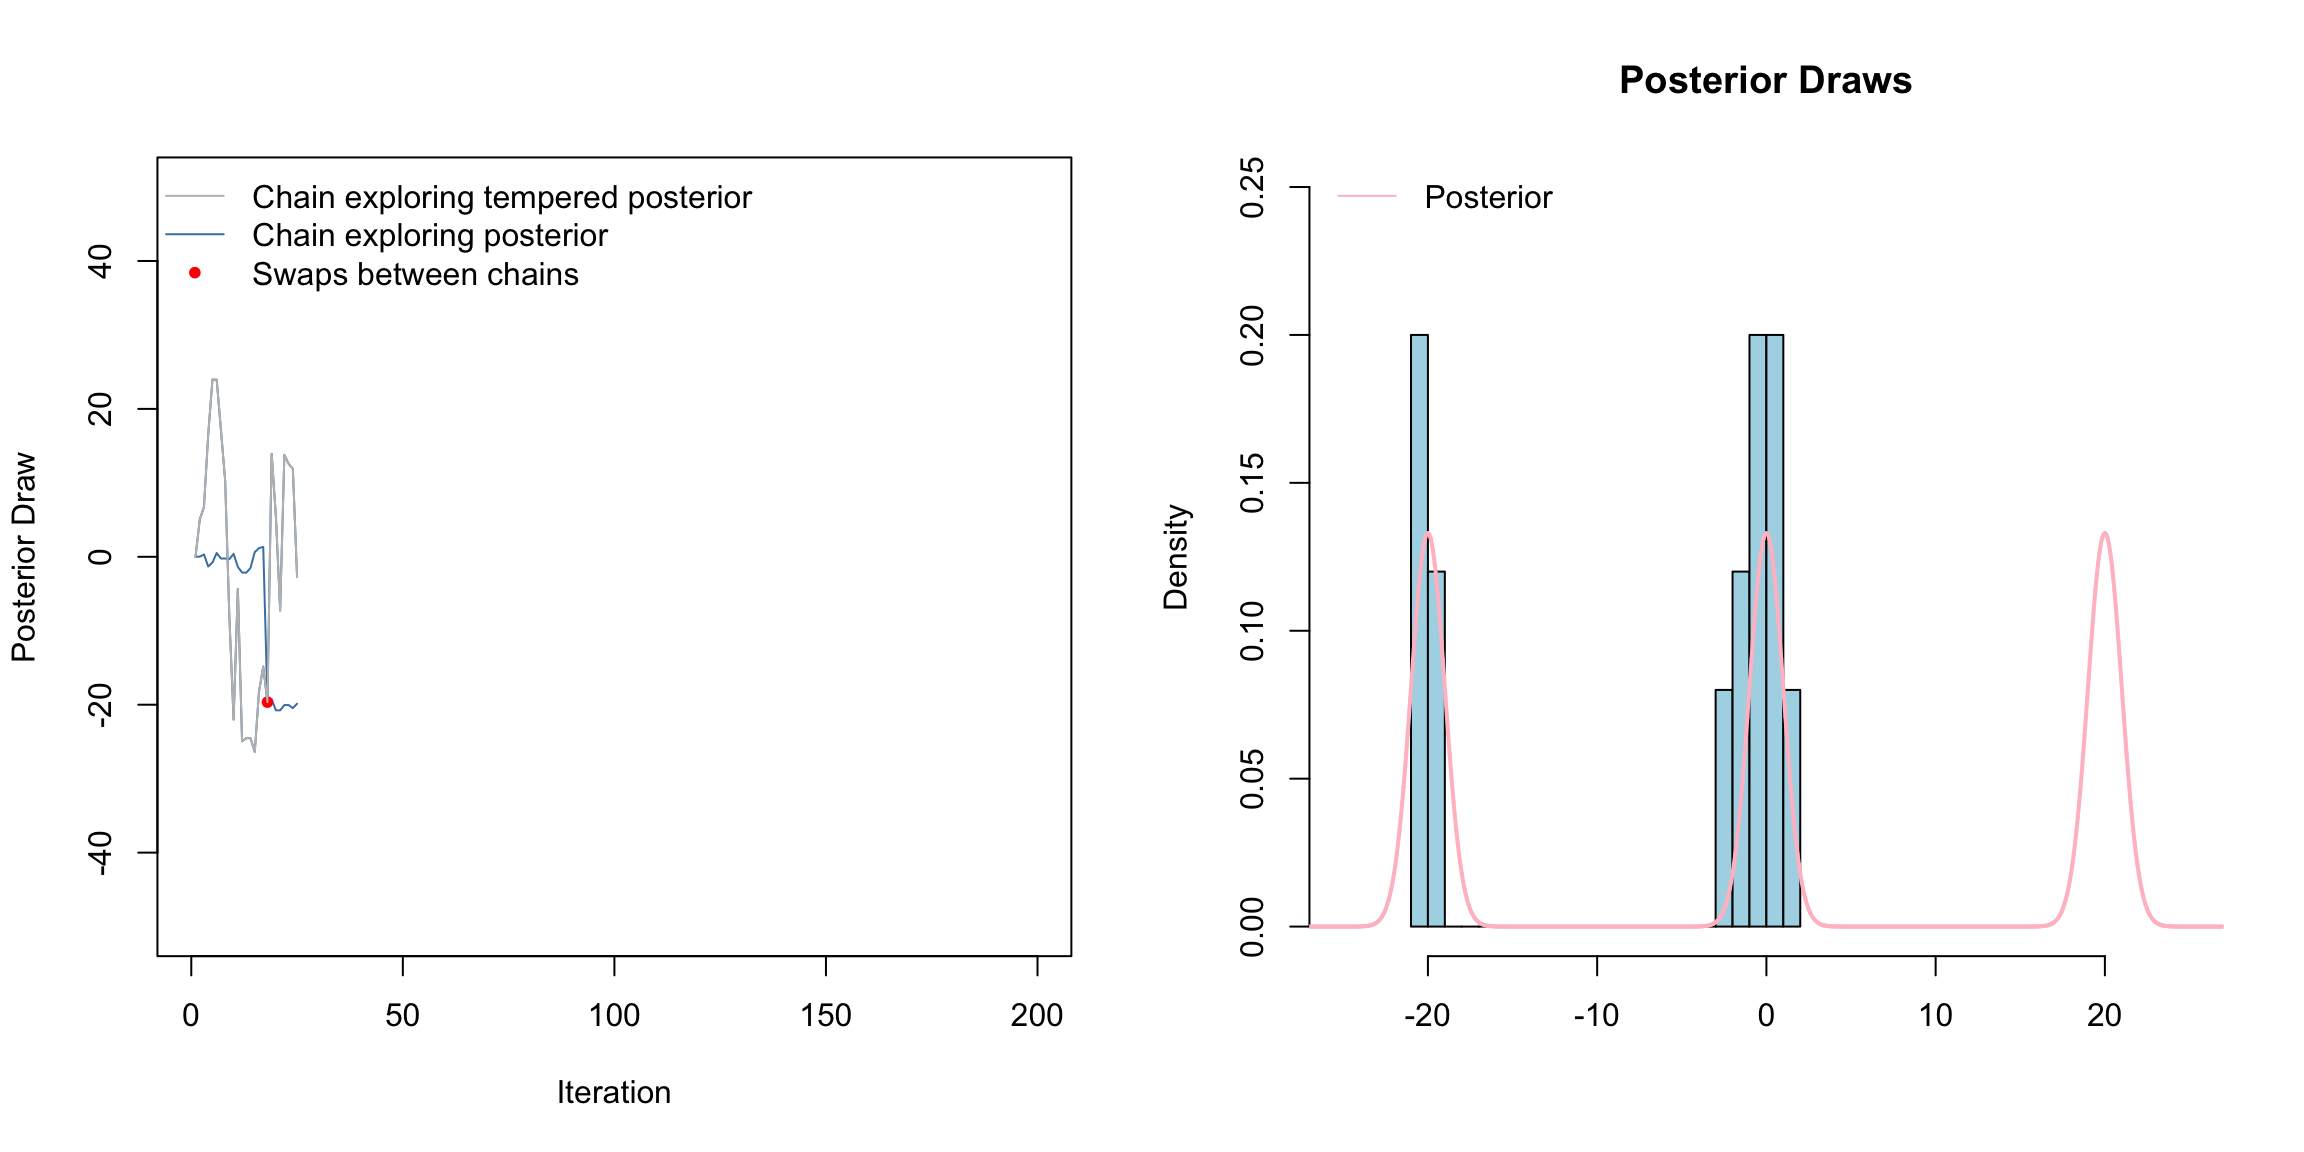 Chain exploring tempered posterior
Chain exploring posterior
Swaps between chains
Posterior Draw
40
20
0
-20
-40
0 50 100 150 200
Iteration
Posterior Draws
Posterior
Density
0.25
0.20
0.15
0.10
0.05
0.00
-20 -10 0 10 20